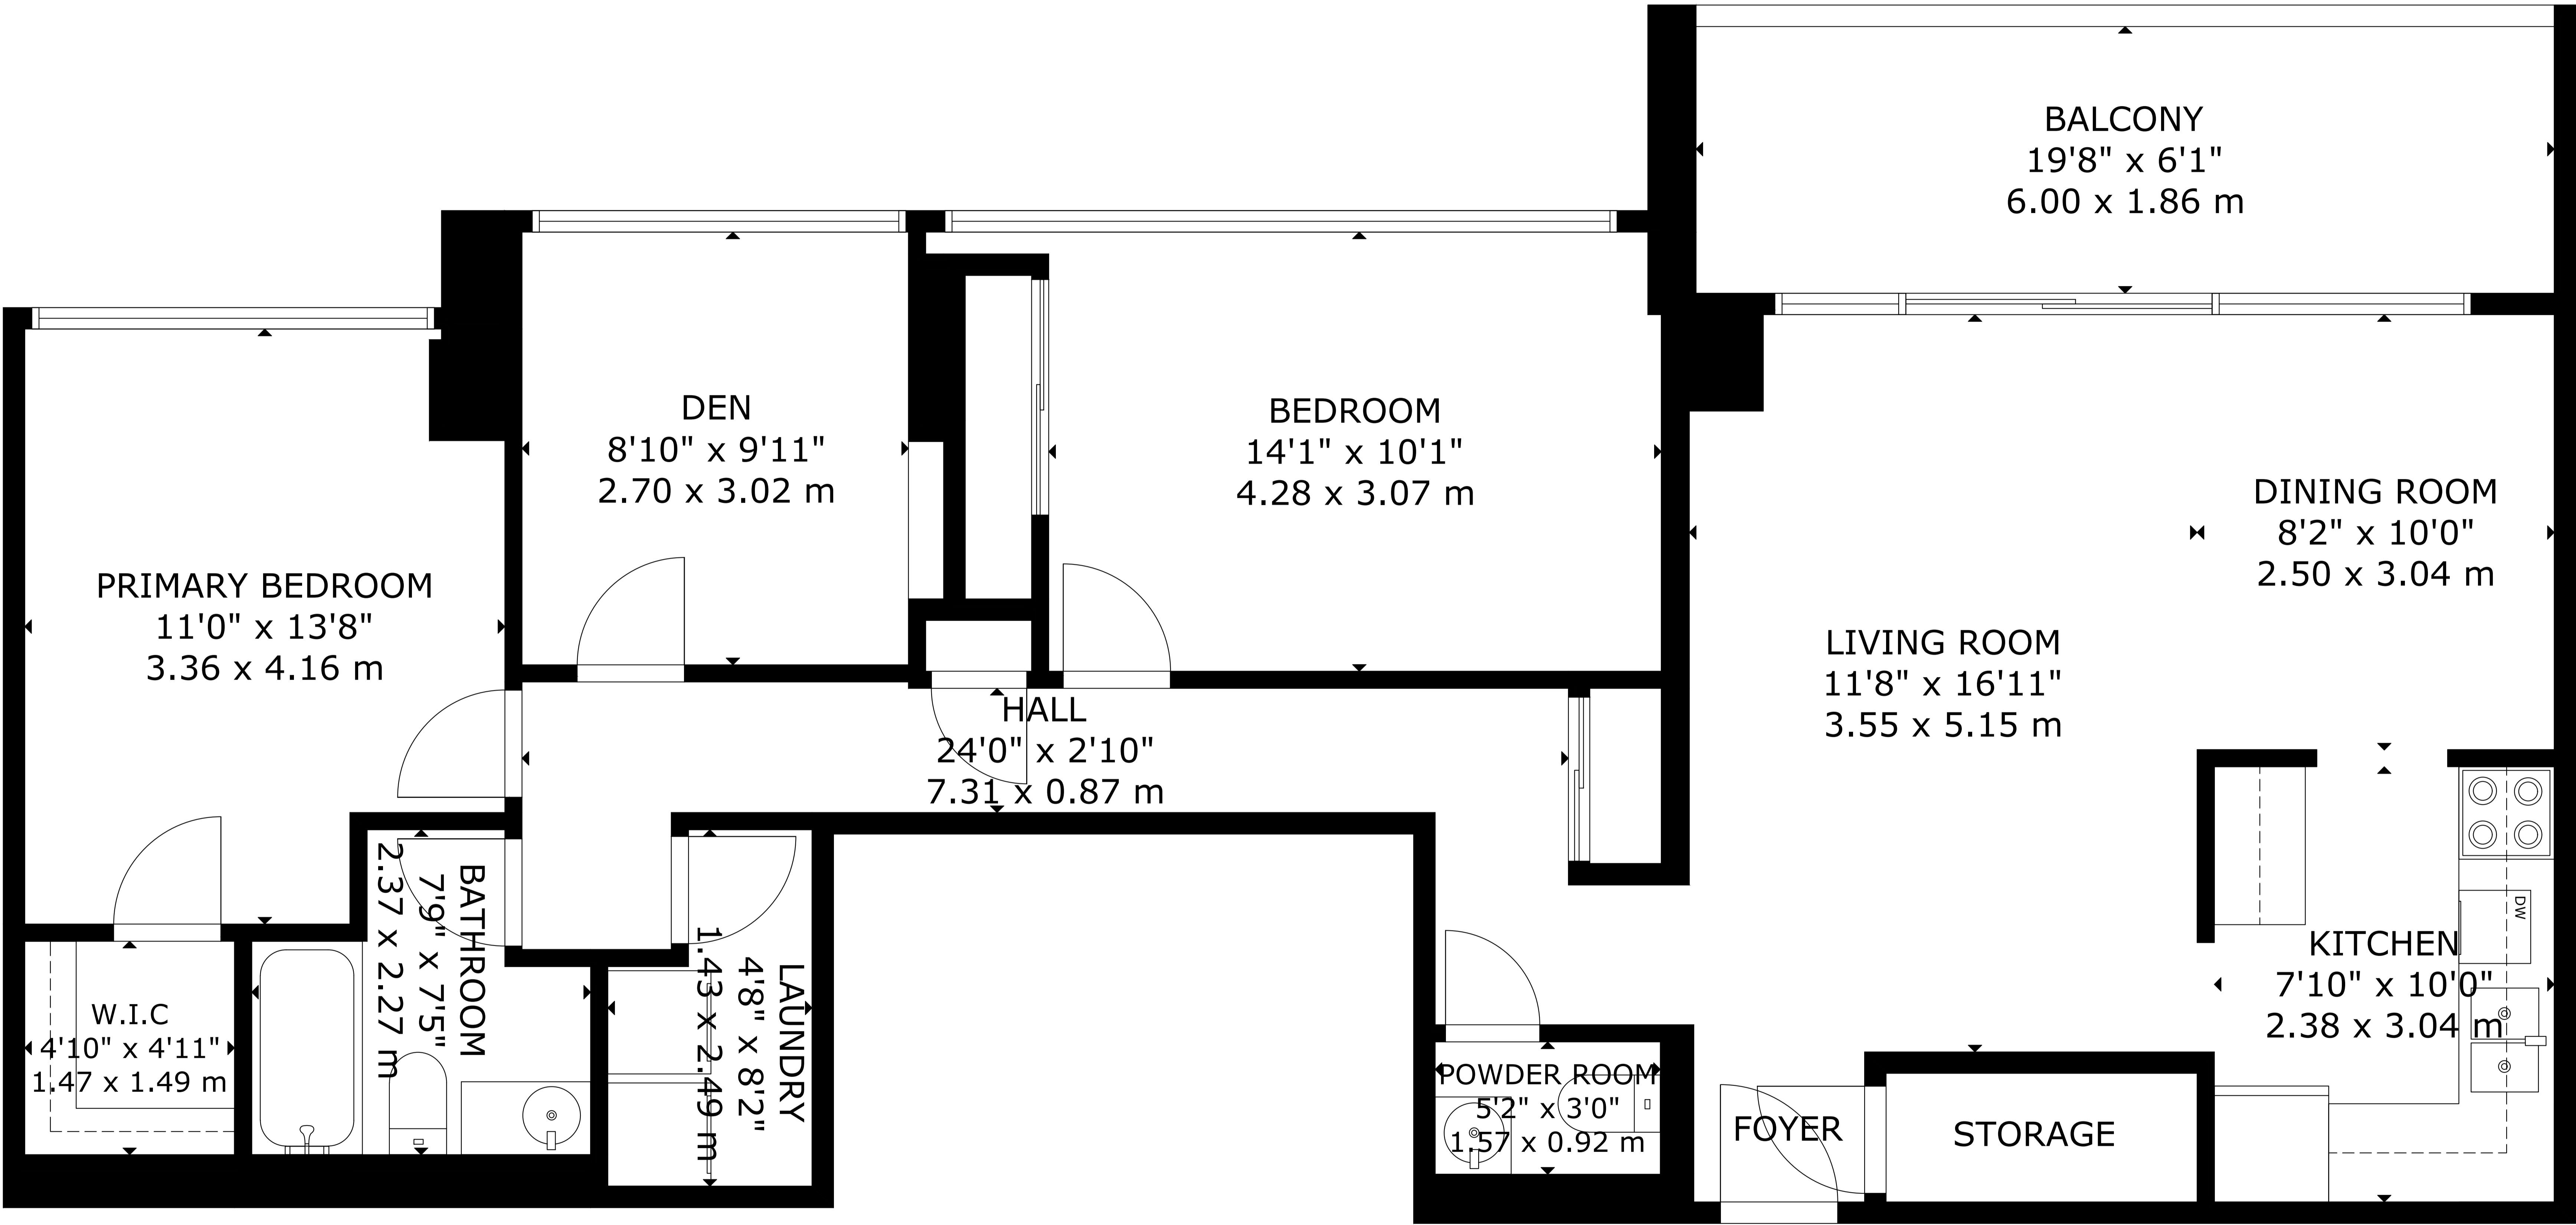 BALCONY
19'8" x 6'1"
6.00 x 1.86 m
DEN
8'10" x 9'11"
2.70 x 3.02 m
BEDROOM
14'1" x 10'1"
4.28 x 3.07 m
DINING ROOM
8'2" x 10'0"
2.50 x 3.04 m
PRIMARY BEDROOM
11'0" x 13'8"
3.36 x 4.16 m
LIVING ROOM
11'8" x 16'11"
3.55 x 5.15 m
HALL
24'0" x 2'10"
7.31 x 0.87 m
BATHROOM
7'9" x 7'5"
2.37 x 2.27 m
LAUNDRY
4'8" x 8'2"
1.43 x 2.49 m
DW
KITCHEN
7'10" x 10'0"
2.38 x 3.04 m
W.I.C
4'10" x 4'11"
1.47 x 1.49 m
POWDER ROOM
5'2" x 3'0"
1.57 x 0.92 m
FOYER
STORAGE